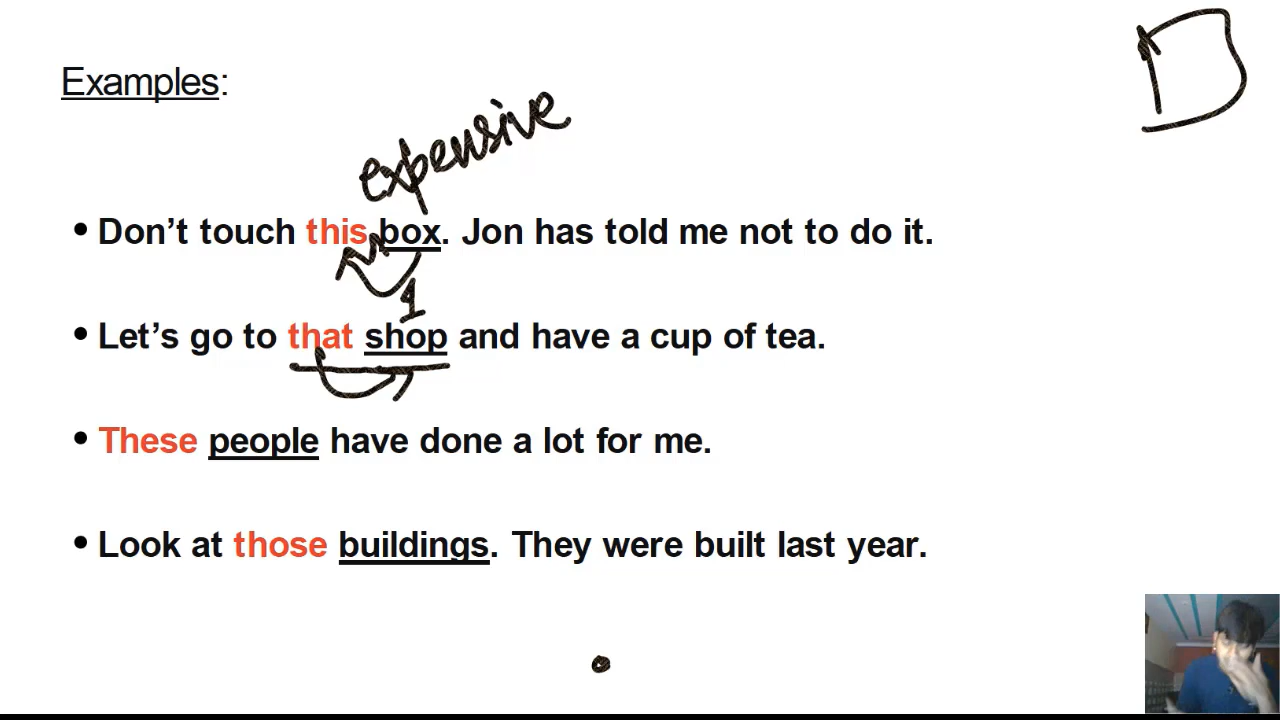 Examples:
expensive
• Don’t touch this box. Jon has told me not to do it.
1
• Let’s go to that shop and have a cup of tea.
• These people have done a lot for me.
• Look at those buildings. They were built last year.